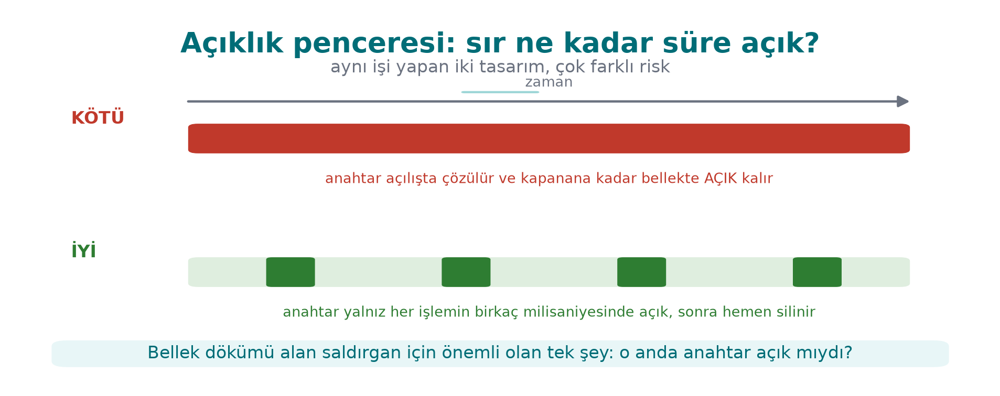 Açıklık penceresi: sır ne kadar süre açık?
aynı işi yapan iki tasarım, çok farklı risk
zaman
KÖTÜ
anahtar açılışta çözülür ve kapanana kadar bellekte AÇIK kalır
İYİ
anahtar yalnız her işlemin birkaç milisaniyesinde açık, sonra hemen silinir
Bellek dökümü alan saldırgan için önemli olan tek şey: o anda anahtar açık mıydı?